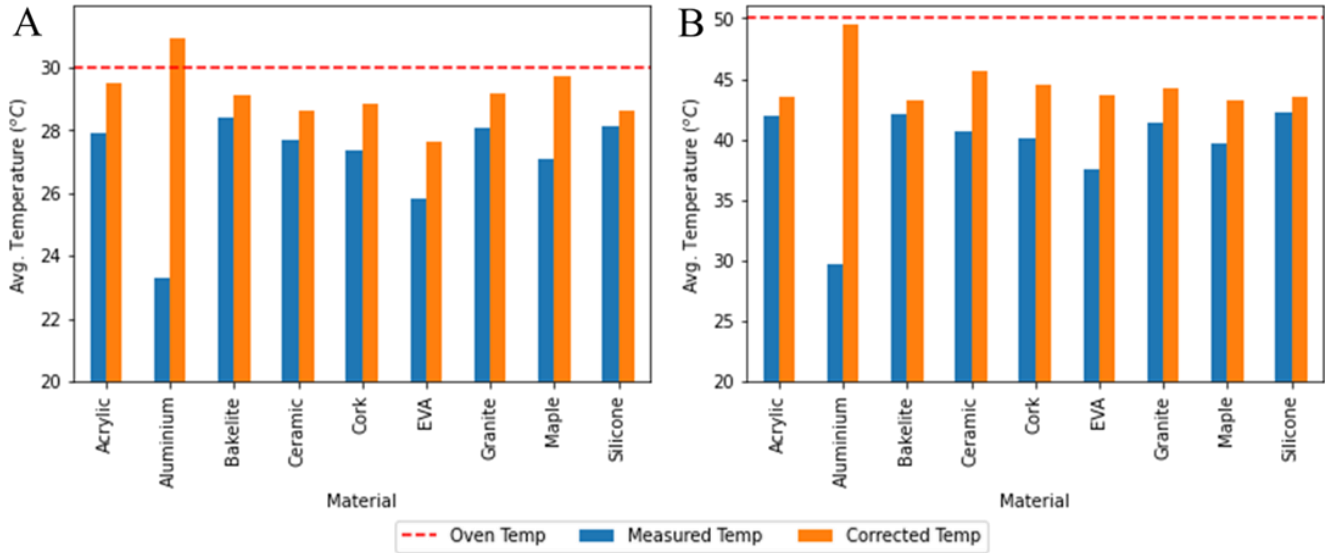 A
Avg. Temperature (°C)
30
28
26
24
22
20
Acrylic
Aluminium
Bakelite
Ceramic
Cork
EVA
Granite
Maple
Silicone
Material
B
Avg. Temperature (°C)
50
45
40
35
30
25
20
Acrylic
Aluminium
Bakelite
Ceramic
Cork
EVA
Granite
Maple
Silicone
Material
Oven Temp Measured Temp Corrected Temp